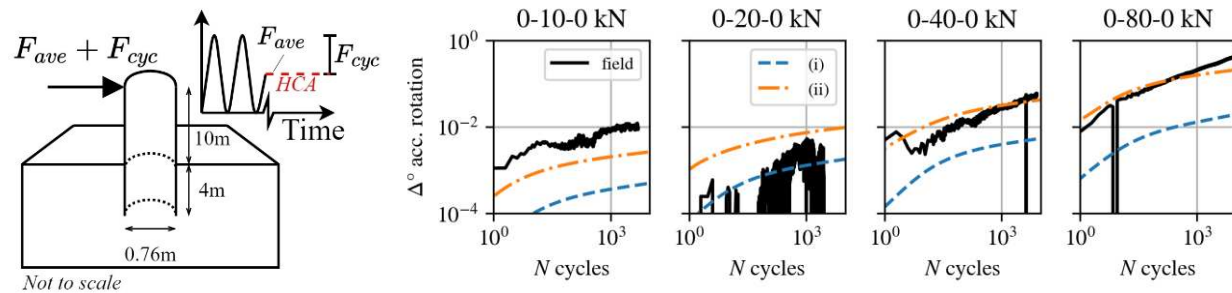 F_ave + F_cyc
F_ave
F_cyc
HCA
Time
10m
4m
0.76m
Not to scale
0-10-0 kN
0-20-0 kN
0-40-0 kN
0-80-0 kN
field
(i)
(ii)
Δ° acc. rotation
10^0
10^-2
10^-4
10^0 10^3
10^0 10^3
10^0 10^3
10^0 10^3
N cycles
N cycles
N cycles
N cycles